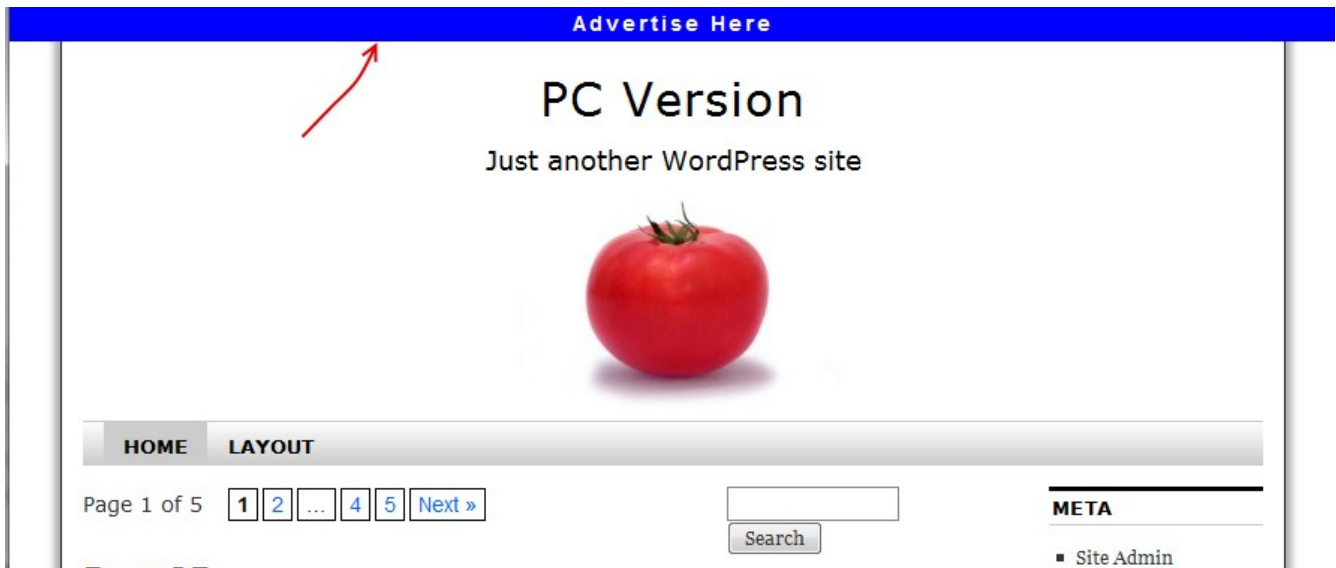 Advertise Here
PC Version
Just another WordPress site
HOME LAYOUT
Page 1 of 5 1 2 ... 4 5 Next »
Search
META
Site Admin